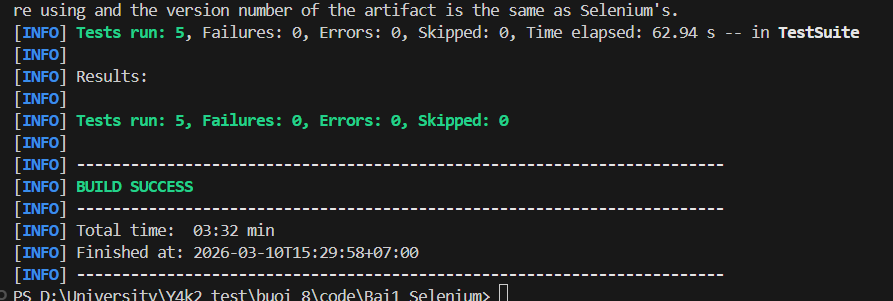 re using and the version number of the artifact is the same as Selenium's.
[INFO] Tests run: 5, Failures: 0, Errors: 0, Skipped: 0, Time elapsed: 62.94 s -- in TestSuite
[INFO]
[INFO] Results:
[INFO]
[INFO] Tests run: 5, Failures: 0, Errors: 0, Skipped: 0
[INFO]
[INFO] ------------------------------------------------------------------------
[INFO] BUILD SUCCESS
[INFO] ------------------------------------------------------------------------
[INFO] Total time:  03:32 min
[INFO] Finished at: 2026-03-10T15:29:58+07:00
[INFO] ------------------------------------------------------------------------
PS D:\University\Y4k2_test\buoi_8\code\Bai1_Selenium>